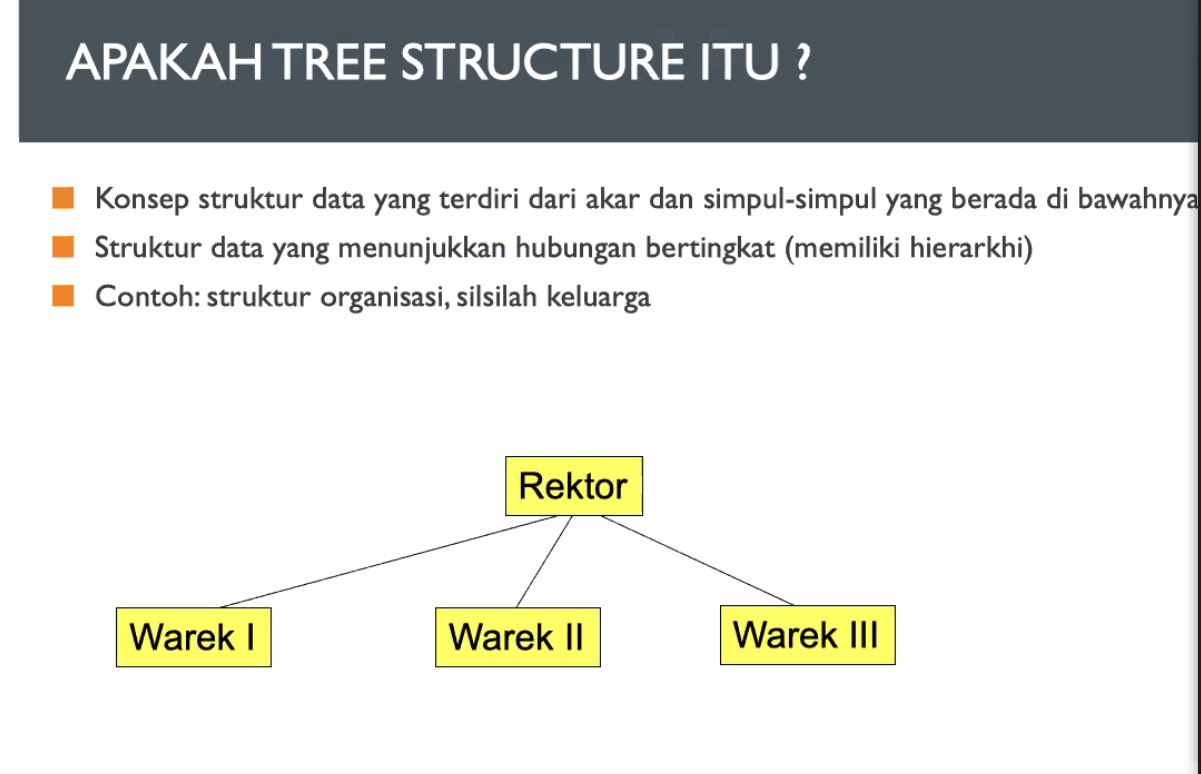 APAKAH TREE STRUCTURE ITU ?
Konsep struktur data yang terdiri dari akar dan simpul-simpul yang berada di bawahnya
Struktur data yang menunjukkan hubungan bertingkat (memiliki hierarkhi)
Contoh: struktur organisasi, silsilah keluarga
Rektor
Warek I
Warek II
Warek III